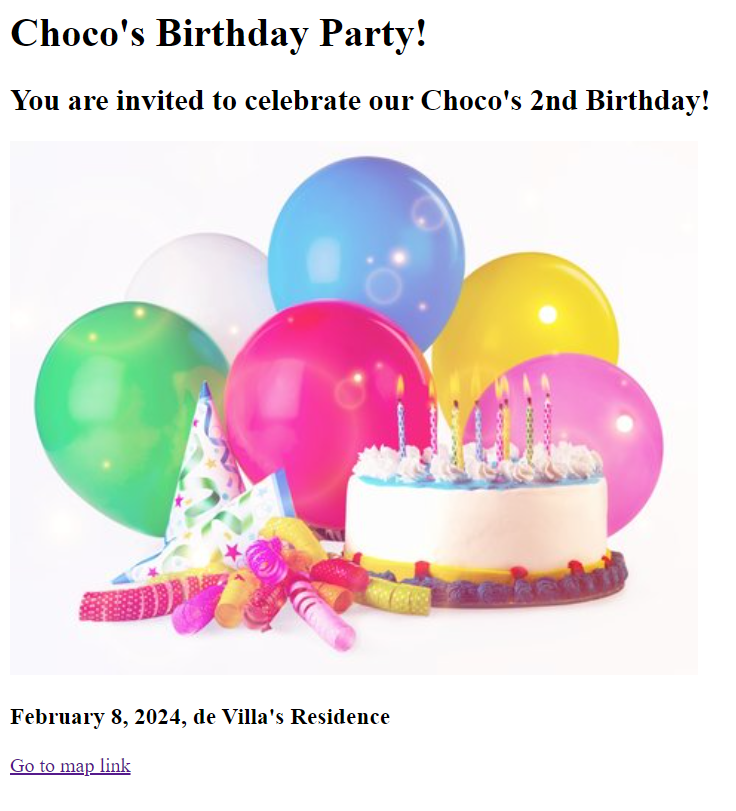 Choco's Birthday Party!
You are invited to celebrate our Choco's 2nd Birthday!
February 8, 2024, de Villa's Residence
Go to map link